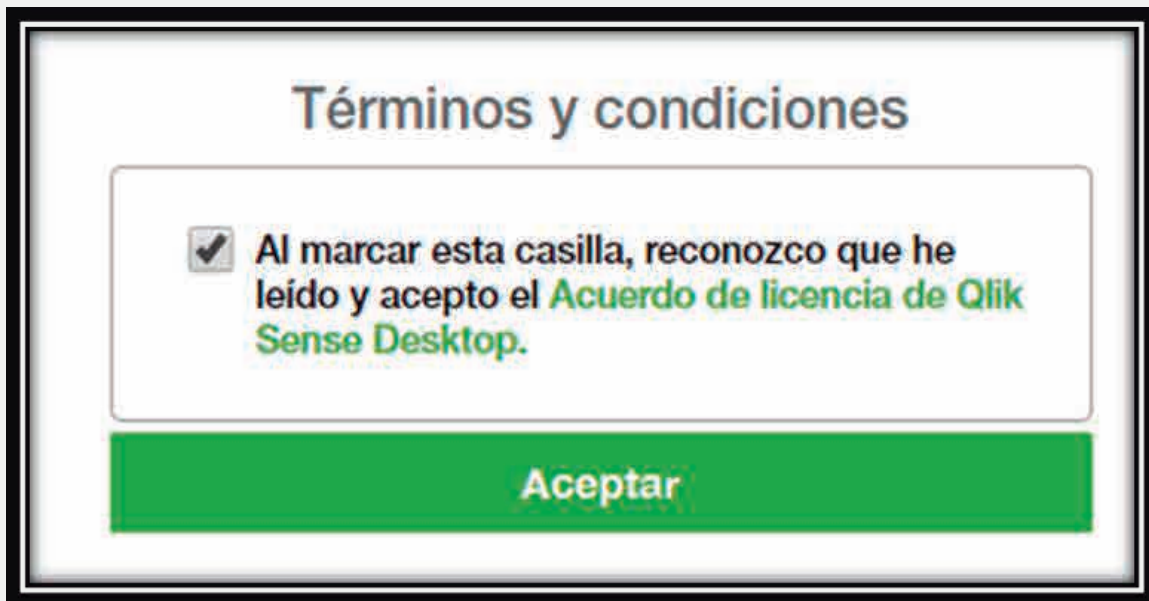 Términos y condiciones
Al marcar esta casilla, reconozco que he
leído y acepto el Acuerdo de licencia de Qlik
Sense Desktop.
Aceptar